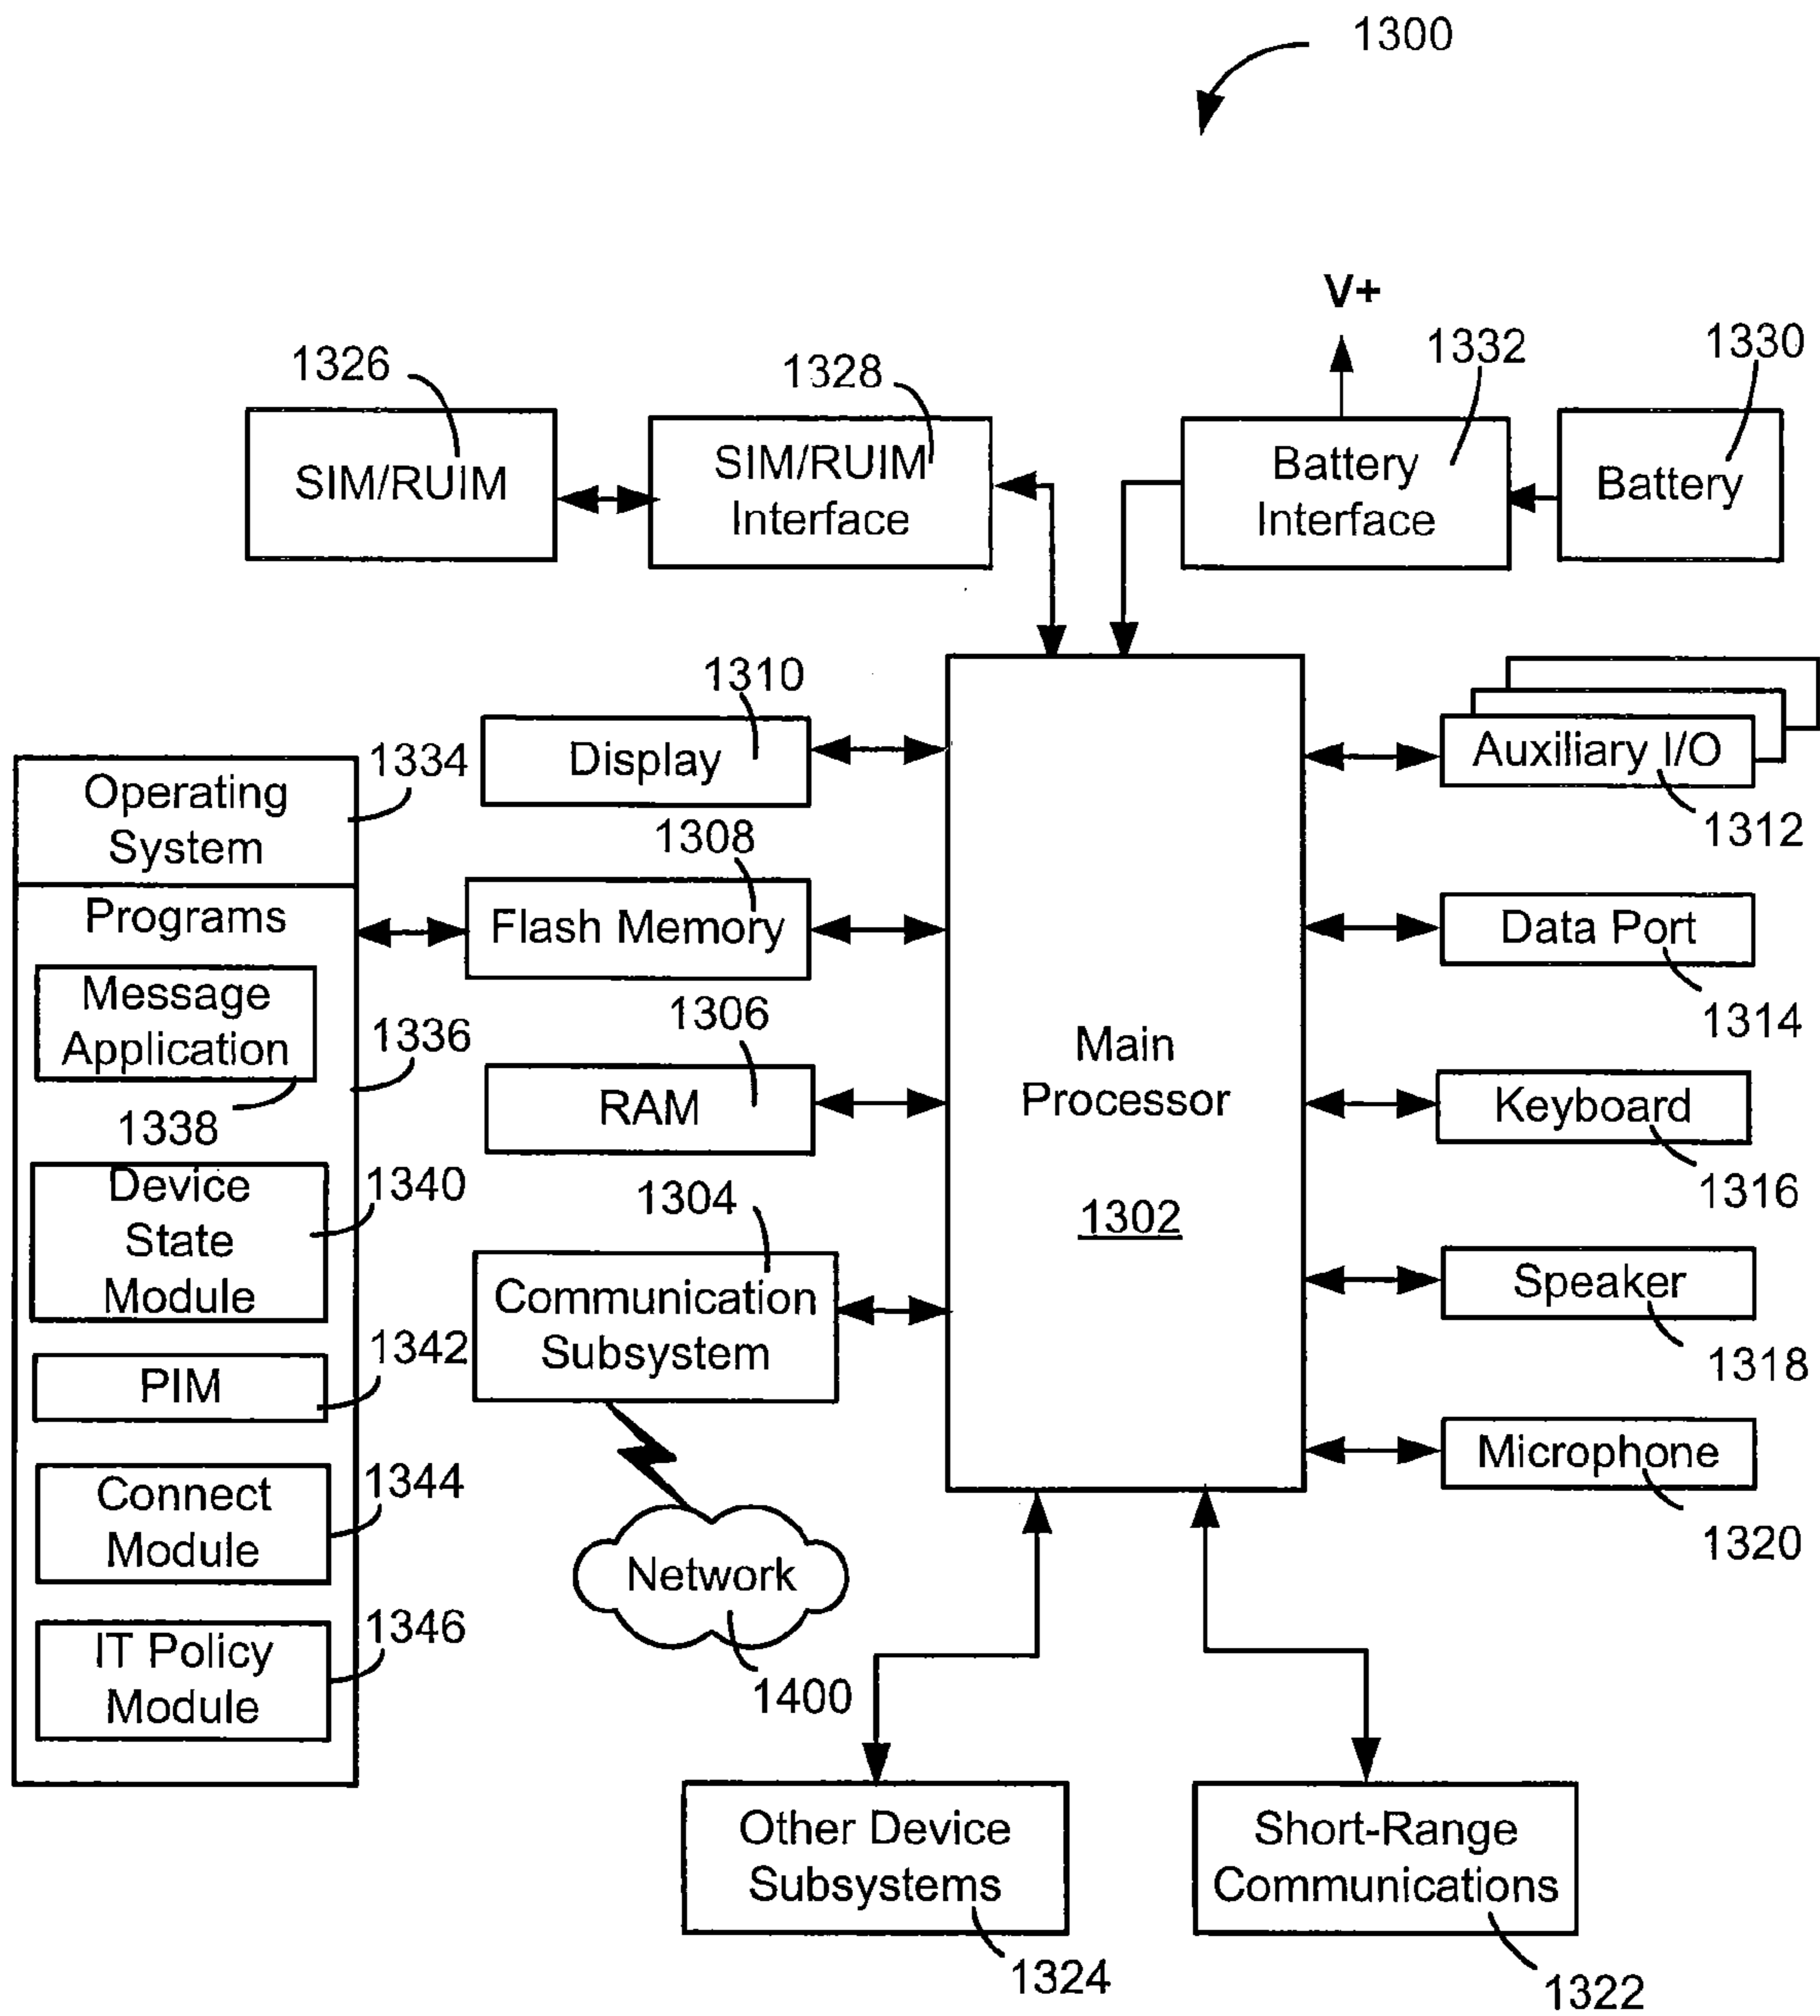 1300
V+
1326
1328
1332
1330
SIM/RUIM
SIM/RUIM
Interface
Battery
Interface
Battery
1310
Display
Auxiliary I/O
1312
1334
Operating
System
1308
Programs
Flash Memory
Data Port
1314
Message
Application
1336
1338
1306
RAM
Main
Processor
1302
Keyboard
1316
Device
State
Module
1340
1304
Communication
Subsystem
Speaker
1318
PIM
1342
Connect
Module
1344
Microphone
1320
Network
1400
IT Policy
Module
1346
Other Device
Subsystems
1324
Short-Range
Communications
1322